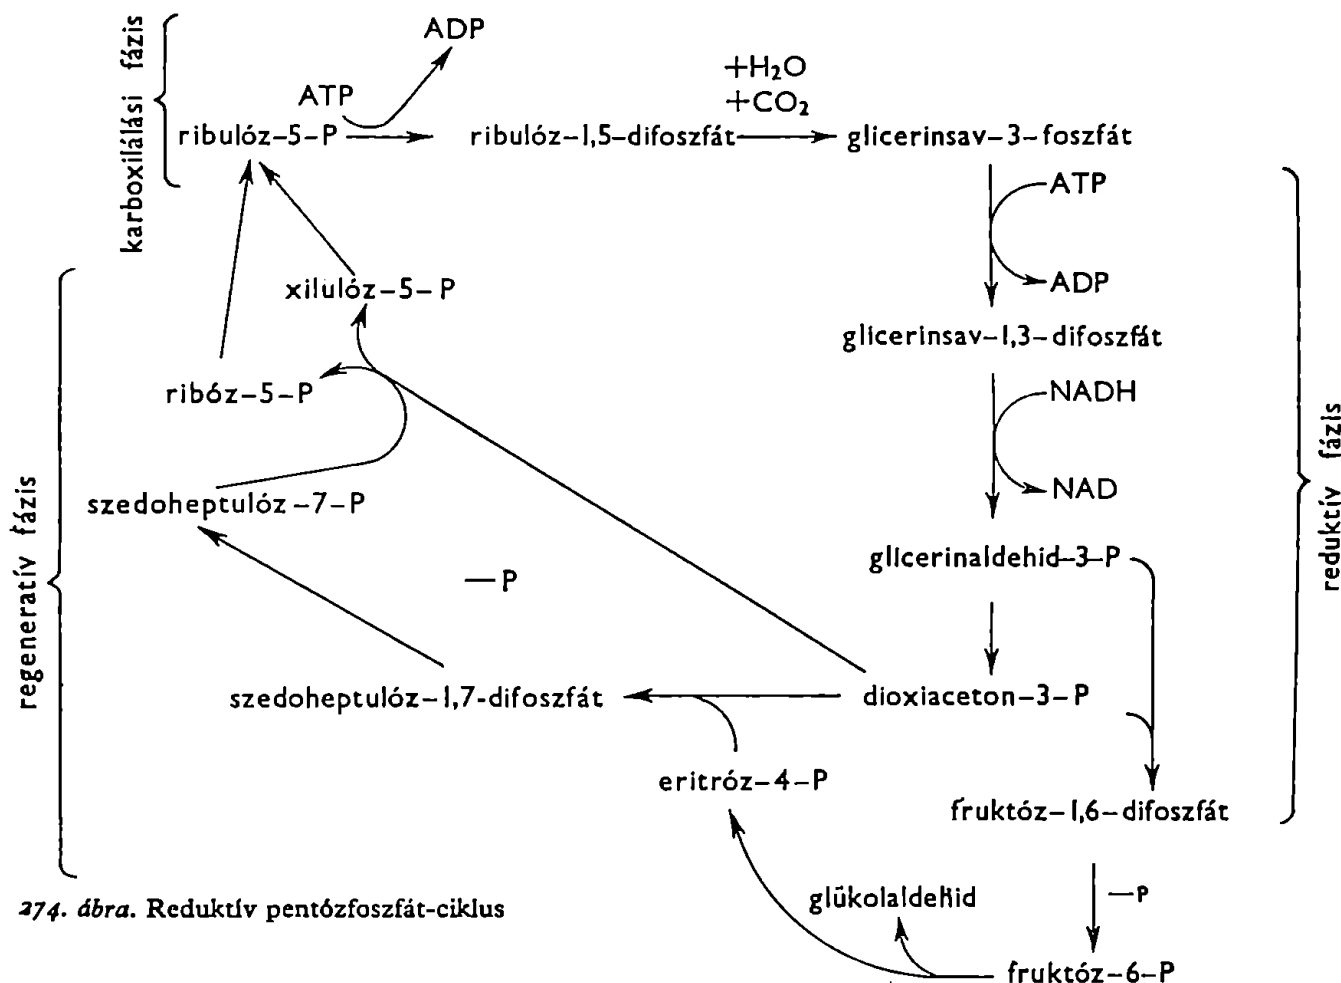 karboxilálási fázis
ADP
ATP
+H₂O
+CO₂
ribulóz–5–P
ribulóz–1,5–difoszfát
glicerinsav–3–foszfát
ATP
ADP
xilulóz–5–P
glicerinsav–1,3–difoszfát
ribóz–5–P
NADH
reduktív fázis
szedoheptulóz–7–P
NAD
glicerinaldehid–3–P
—P
regeneratív fázis
szedoheptulóz–1,7-difoszfát
dioxiaceton–3–P
eritróz–4–P
fruktóz–1,6–difoszfát
glükolaldehid
—P
274. ábra. Reduktív pentózfoszfát-ciklus
fruktóz–6–P